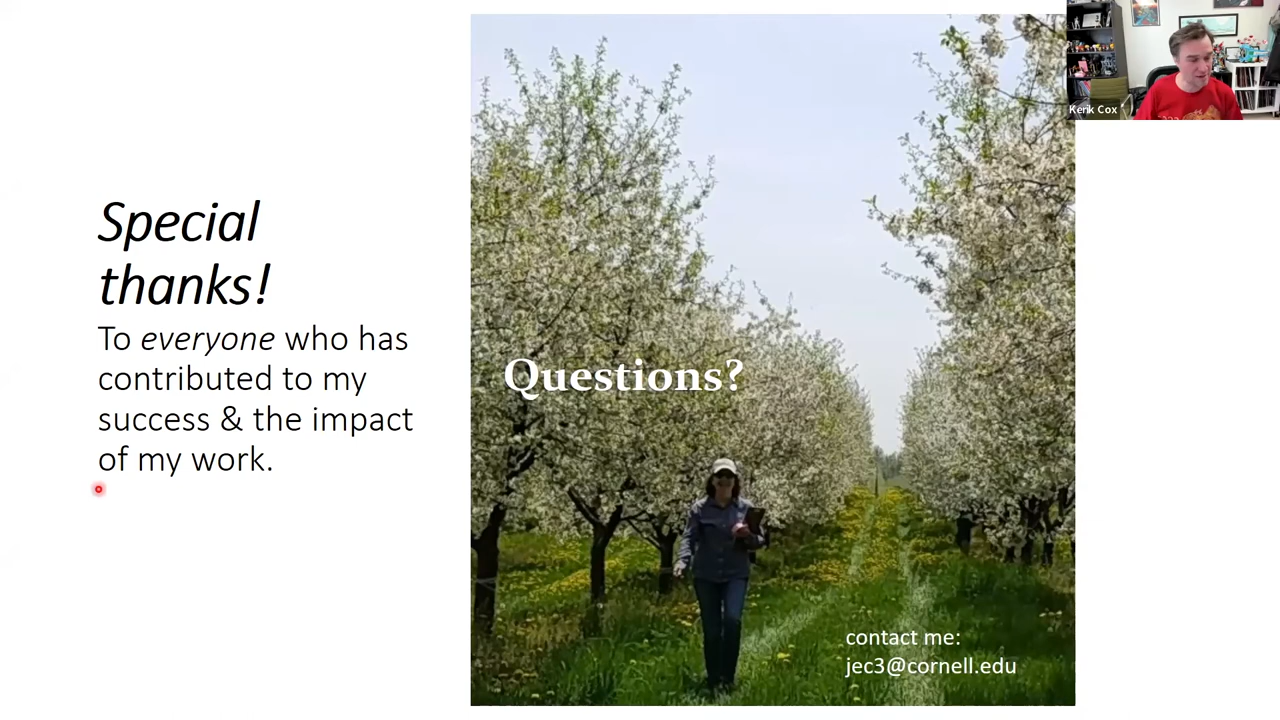 Special
thanks!
To everyone who has
contributed to my
success & the impact
of my work.
Questions?
contact me:
jec3@cornell.edu
Kerik Cox